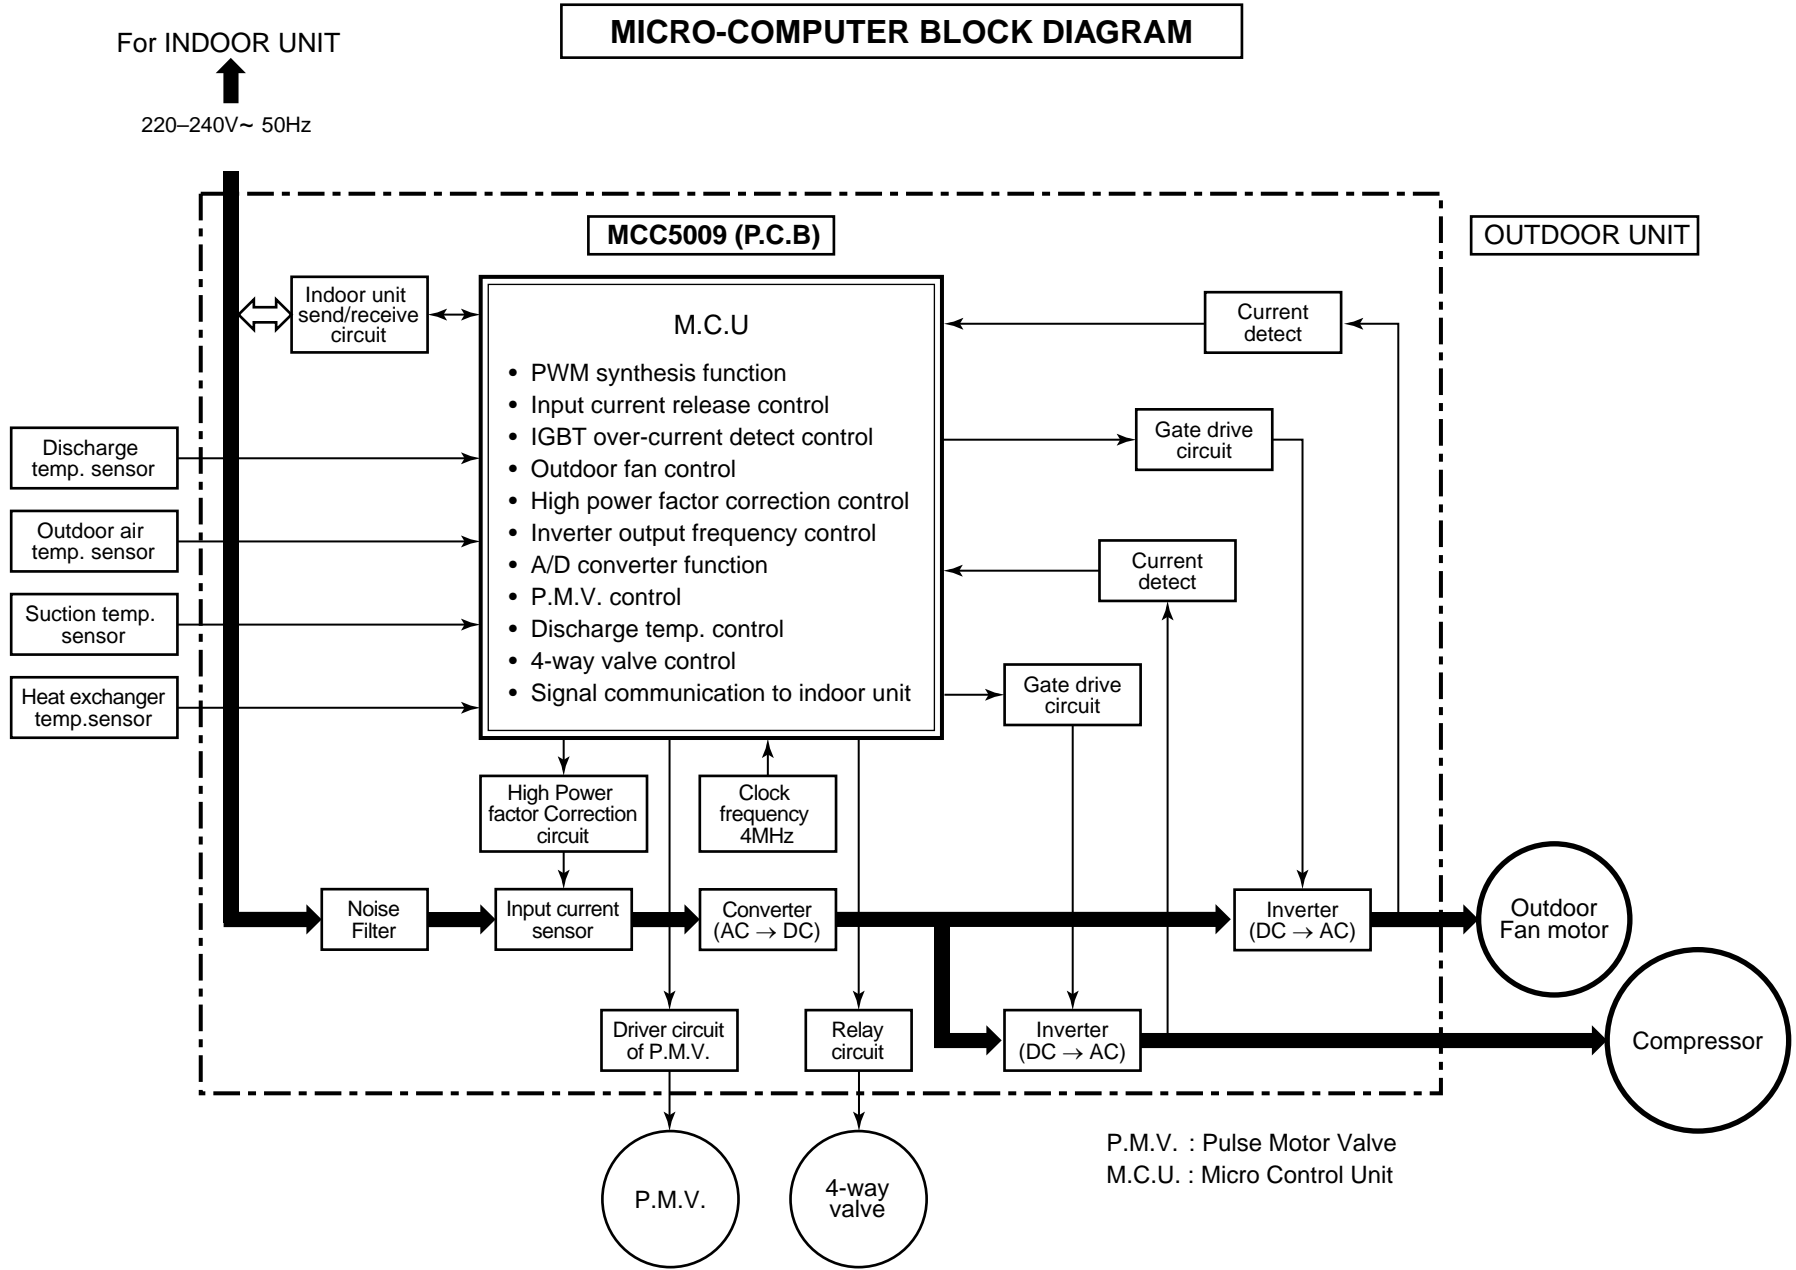 MICRO-COMPUTER BLOCK DIAGRAM
For INDOOR UNIT
220–240V~ 50Hz
MCC5009 (P.C.B)
OUTDOOR UNIT
Indoor unit
send/receive
circuit
M.C.U
• PWM synthesis function
• Input current release control
• IGBT over-current detect control
• Outdoor fan control
• High power factor correction control
• Inverter output frequency control
• A/D converter function
• P.M.V. control
• Discharge temp. control
• 4-way valve control
• Signal communication to indoor unit
Current
detect
Gate drive
circuit
Current
detect
Gate drive
circuit
Discharge
temp. sensor
Outdoor air
temp. sensor
Suction temp.
sensor
Heat exchanger
temp.sensor
High Power
factor Correction
circuit
Clock
frequency
4MHz
Noise
Filter
Input current
sensor
Converter
(AC → DC)
Inverter
(DC → AC)
Outdoor
Fan motor
Driver circuit
of P.M.V.
Relay
circuit
Inverter
(DC → AC)
Compressor
P.M.V.
4-way
valve
P.M.V. : Pulse Motor Valve
M.C.U. : Micro Control Unit